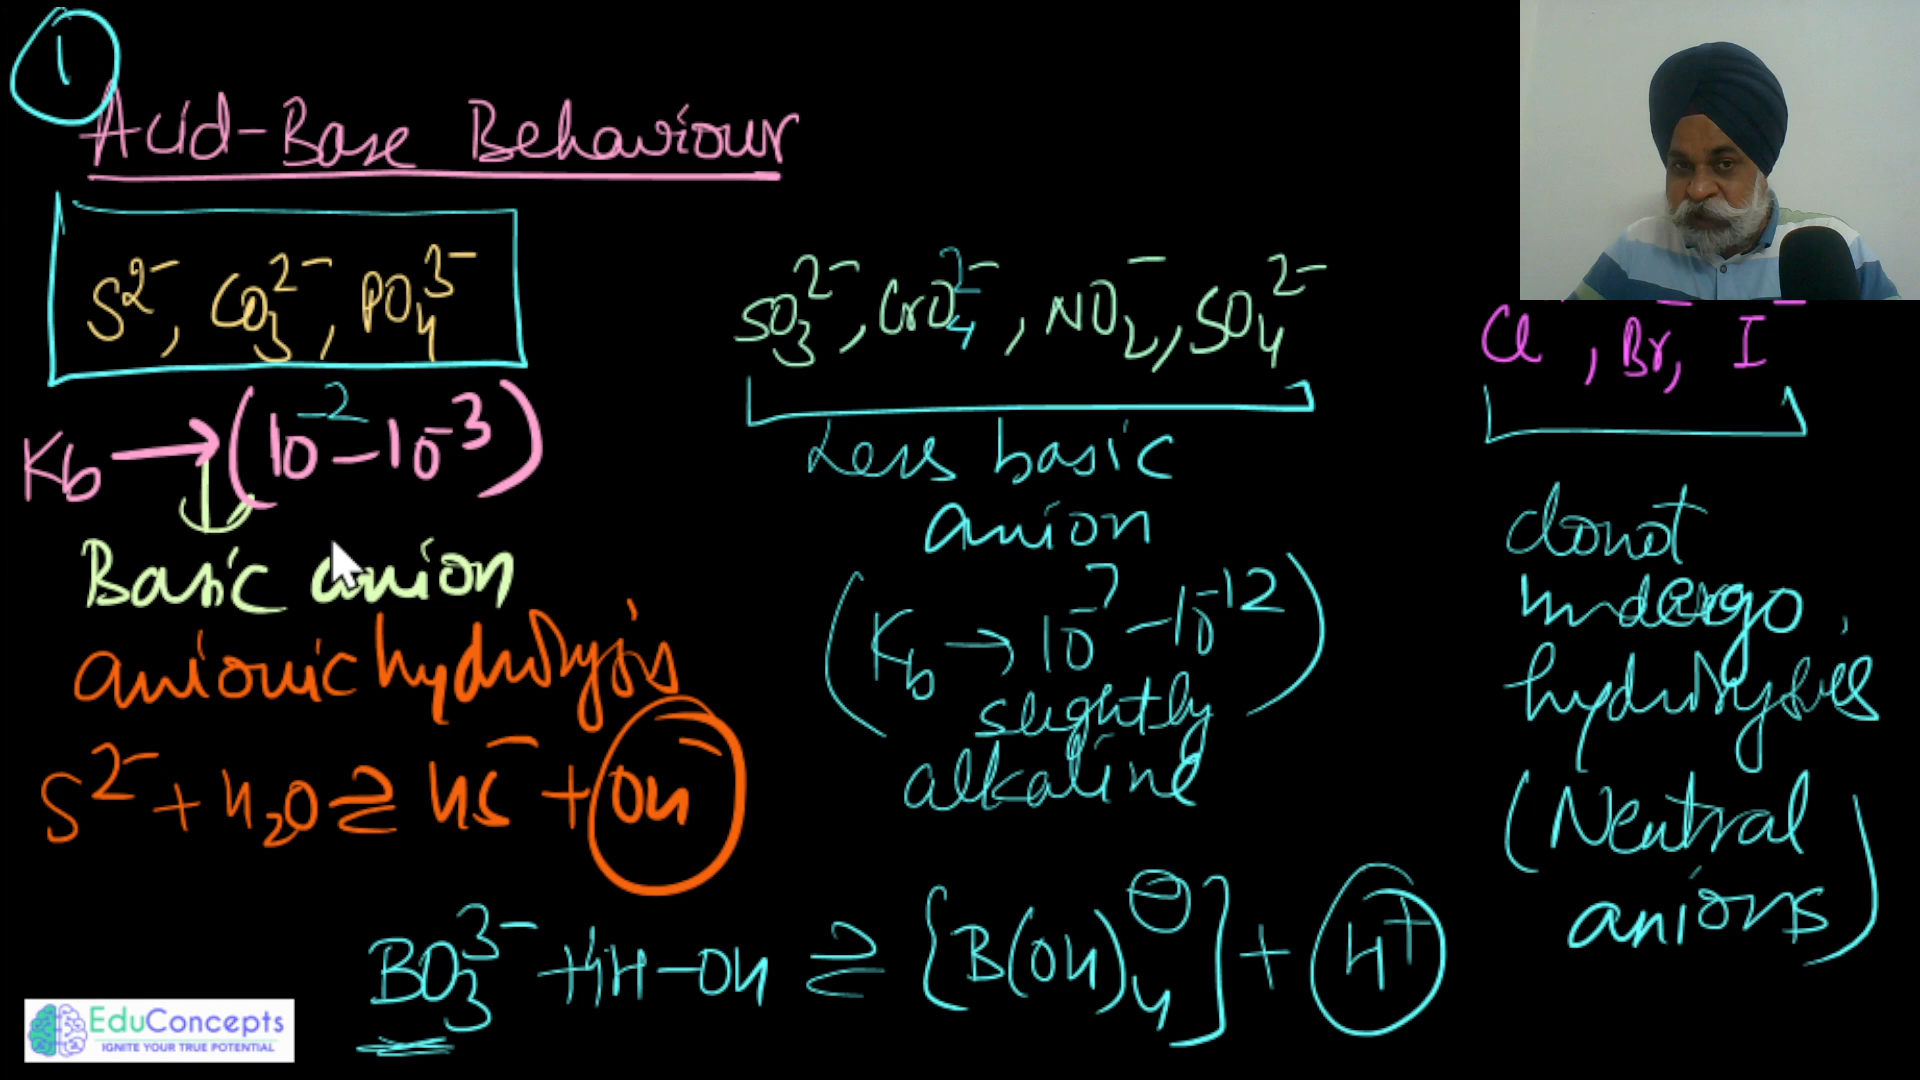 1
Acid-Base Behaviour
S²⁻, CO₃²⁻, PO₄³⁻
Kb → (10⁻² – 10⁻³)
Basic anion
anionic hydrolysis
S²⁻ + H₂O ⇌ HS⁻ + OH⁻
SO₃²⁻, CrO₄²⁻, NO₂⁻, SO₄²⁻
Less basic
anion
(Kb → 10⁻⁷ – 10⁻¹²)
slightly
alkaline
Cl⁻, Br⁻, I⁻
donot
undergo
(Neutral
anions)
BO₃³⁻ + H–OH ⇌ [B(OH)₄⊖] + H⁺
EduConcepts
IGNITE YOUR TRUE POTENTIAL